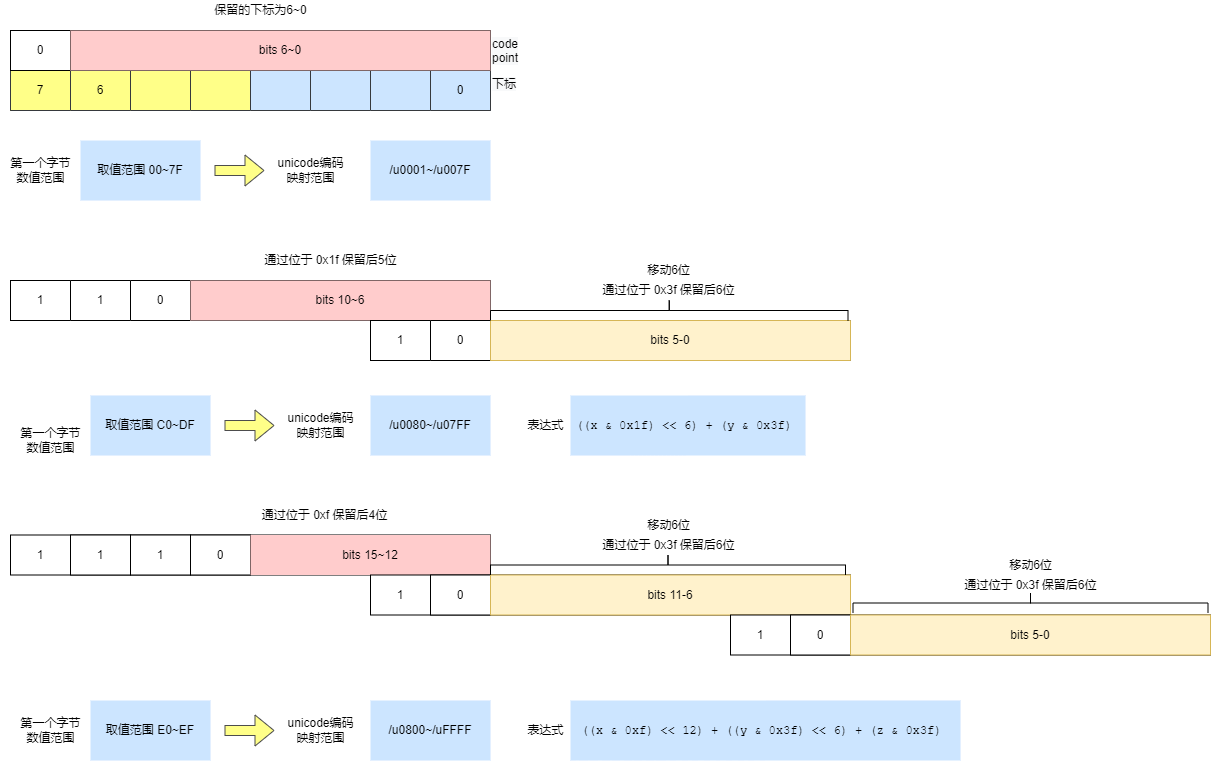 保留的下标为6~0
0
bits 6~0
code
point
7
6
0
下标
第一个字节
数值范围
取值范围 00~7F
unicode编码
映射范围
/u0001~/u007F
通过位于 0x1f 保留后5位
移动6位
通过位于 0x3f 保留后6位
1
1
0
bits 10~6
1
0
bits 5-0
第一个字节
数值范围
取值范围 C0~DF
unicode编码
映射范围
/u0080~/u07FF
表达式
((x & 0x1f) << 6) + (y & 0x3f)
通过位于 0xf 保留后4位
移动6位
通过位于 0x3f 保留后6位
移动6位
通过位于 0x3f 保留后6位
1
1
1
0
bits 15~12
1
0
bits 11-6
1
0
bits 5-0
第一个字节
数值范围
取值范围 E0~EF
unicode编码
映射范围
/u0800~/uFFFF
表达式
((x & 0xf) << 12) + ((y & 0x3f) << 6) + (z & 0x3f)